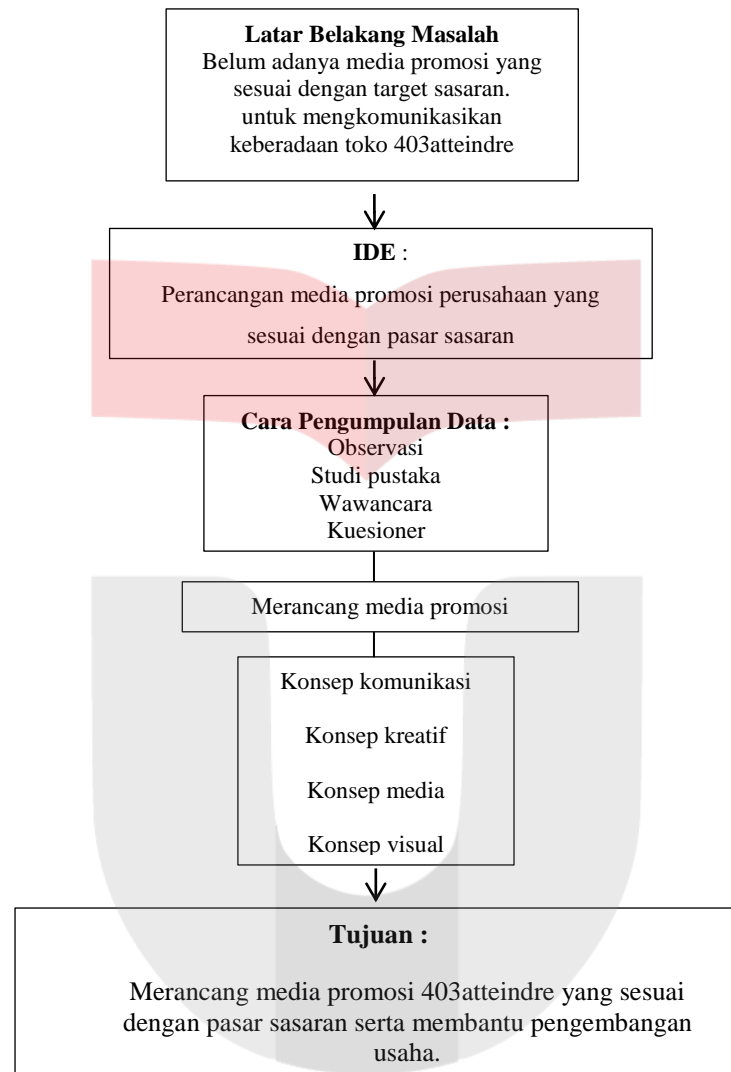 Latar Belakang Masalah
Belum adanya media promosi yang
sesuai dengan target sasaran.
untuk mengkomunikasikan
keberadaan toko 403atteindre
IDE :
Perancangan media promosi perusahaan yang
sesuai dengan pasar sasaran
Cara Pengumpulan Data :
Observasi
Studi pustaka
Wawancara
Kuesioner
Merancang media promosi
Konsep komunikasi
Konsep kreatif
Konsep media
Konsep visual
Tujuan :
Merancang media promosi 403atteindre yang sesuai
dengan pasar sasaran serta membantu pengembangan
usaha.